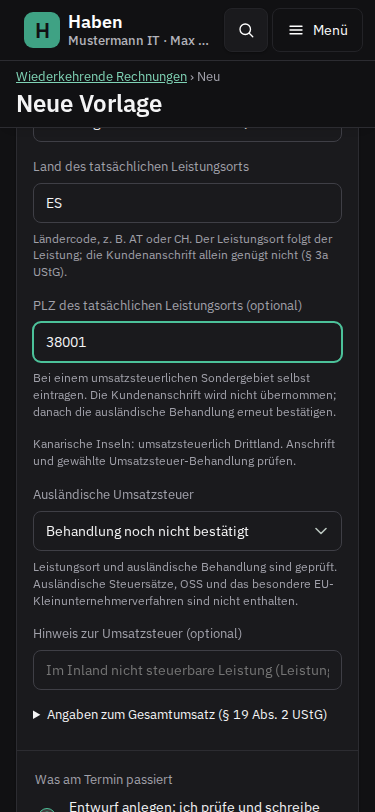 H
Haben
Mustermann IT · Max ...
Menü
Wiederkehrende Rechnungen › Neu
Neue Vorlage
Land des tatsächlichen Leistungsorts
ES
Ländercode, z. B. AT oder CH. Der Leistungsort folgt der
Leistung; die Kundenanschrift allein genügt nicht (§ 3a
UStG).
PLZ des tatsächlichen Leistungsorts (optional)
38001
Bei einem umsatzsteuerlichen Sondergebiet selbst
eintragen. Die Kundenanschrift wird nicht übernommen;
danach die ausländische Behandlung erneut bestätigen.
Kanarische Inseln: umsatzsteuerlich Drittland. Anschrift
und gewählte Umsatzsteuer-Behandlung prüfen.
Ausländische Umsatzsteuer
Behandlung noch nicht bestätigt
Leistungsort und ausländische Behandlung sind geprüft.
Ausländische Steuersätze, OSS und das besondere EU-
Kleinunternehmerverfahren sind nicht enthalten.
Hinweis zur Umsatzsteuer (optional)
Im Inland nicht steuerbare Leistung (Leistung
Angaben zum Gesamtumsatz (§ 19 Abs. 2 UStG)
Was am Termin passiert
Entwurf anlegen; ich prüfe und schreibe